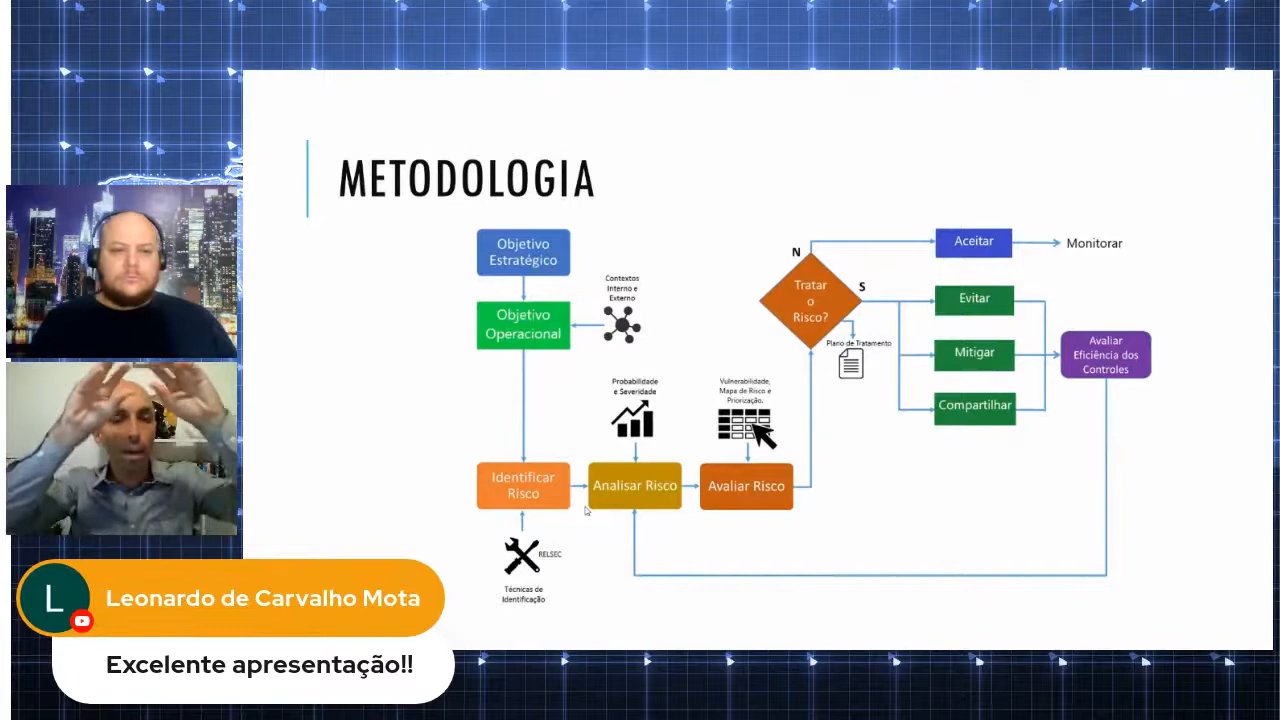 METODOLOGIA
Objetivo
Estratégico
Objetivo
Operacional
Contextos
Interno e
Externo
Identificar
Risco
RELSEC
Técnicas de
Identificação
Probabilidade
e Severidade
Analisar Risco
Vulnerabilidade,
Mapa de Risco e
Priorização.
Avaliar Risco
Tratar
o
Risco?
N
S
Plano de Tratamento
Aceitar
Monitorar
Evitar
Mitigar
Compartilhar
Avaliar
Eficiência dos
Controles
L
Leonardo de Carvalho Mota
Excelente apresentação!!